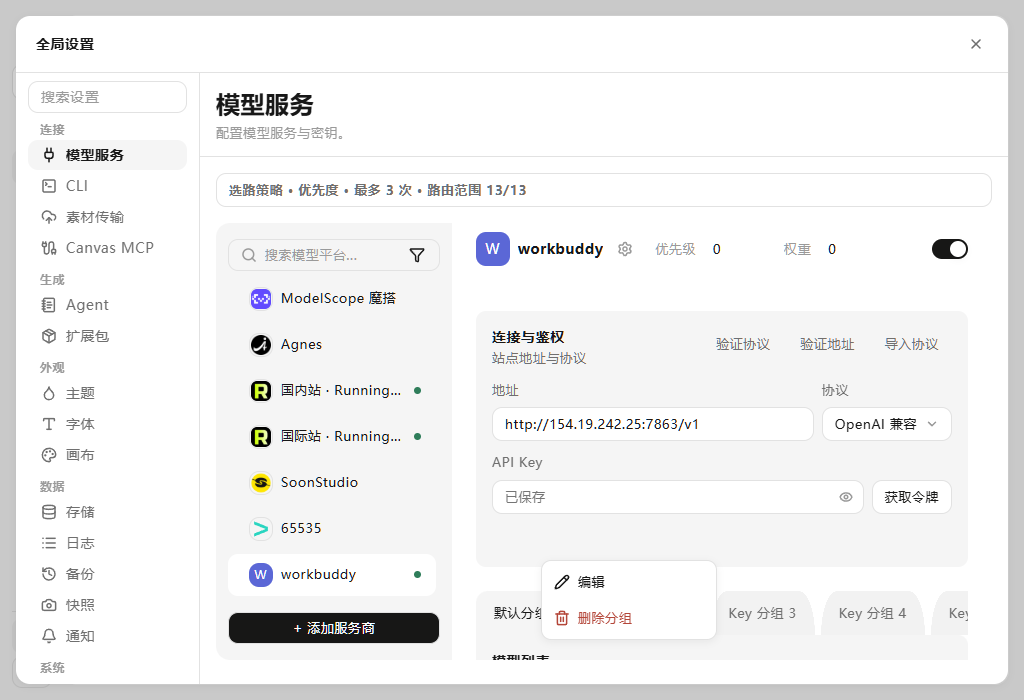 全局设置
搜索设置
连接
模型服务
CLI
素材传输
Canvas MCP
生成
Agent
扩展包
外观
主题
字体
画布
数据
存储
日志
备份
快照
通知
系统
模型服务
配置模型服务与密钥。
选路策略 • 优先度 • 最多 3 次 • 路由范围 13/13
搜索模型平台...
ModelScope 魔搭
Agnes
国内站 · Running...
国际站 · Running...
SoonStudio
65535
W workbuddy
+ 添加服务商
W workbuddy 优先级 0 权重 0
连接与鉴权
站点地址与协议
验证协议 验证地址 导入协议
地址 协议
http://154.19.242.25:7863/v1 OpenAI 兼容
API Key
已保存 获取令牌
编辑
删除分组
默认分组 Key 分组 3 Key 分组 4 Key
模型列表